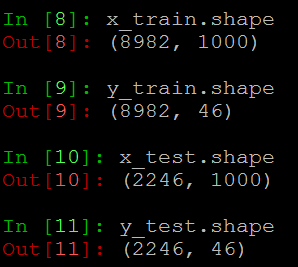 In [8]: x_train.shape
Out[8]: (8982, 1000)
In [9]: y_train.shape
Out[9]: (8982, 46)
In [10]: x_test.shape
Out[10]: (2246, 1000)
In [11]: y_test.shape
Out[11]: (2246, 46)